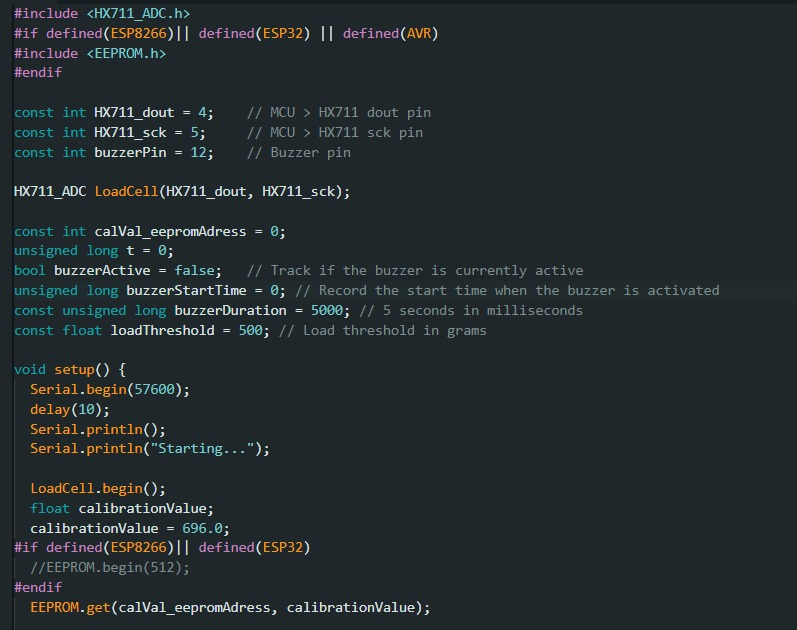 #include <HX711_ADC.h>
#if defined(ESP8266)|| defined(ESP32) || defined(AVR)
#include <EEPROM.h>
#endif

const int HX711_dout = 4;    // MCU > HX711 dout pin
const int HX711_sck = 5;     // MCU > HX711 sck pin
const int buzzerPin = 12;    // Buzzer pin

HX711_ADC LoadCell(HX711_dout, HX711_sck);

const int calVal_eepromAdress = 0;
unsigned long t = 0;
bool buzzerActive = false;   // Track if the buzzer is currently active
unsigned long buzzerStartTime = 0; // Record the start time when the buzzer is activated
const unsigned long buzzerDuration = 5000; // 5 seconds in milliseconds
const float loadThreshold = 500; // Load threshold in grams

void setup() {
  Serial.begin(57600);
  delay(10);
  Serial.println();
  Serial.println("Starting...");

  LoadCell.begin();
  float calibrationValue;
  calibrationValue = 696.0;
#if defined(ESP8266)|| defined(ESP32)
  //EEPROM.begin(512);
#endif
  EEPROM.get(calVal_eepromAdress, calibrationValue);